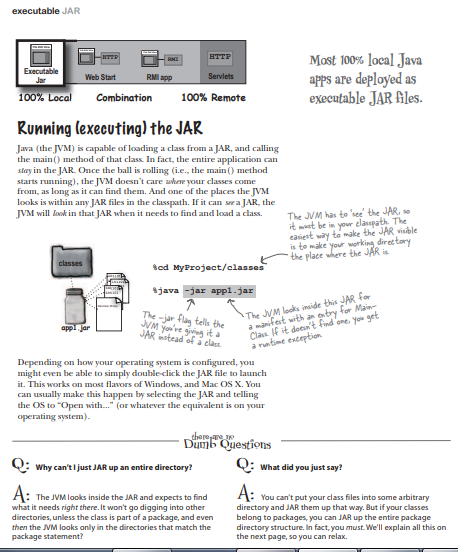 executable JAR
Executable
Jar
HTTP
RMI
HTTP
Web Start
RMI app
Servlets
100% Local
Combination
100% Remote
Most 100% local Java
apps are deployed as
executable JAR files.
Running (executing) the JAR
Java (the JVM) is capable of loading a class from a JAR, and calling
the main() method of that class. In fact, the entire application can
stay in the JAR. Once the ball is rolling (i.e., the main() method
starts running), the JVM doesn't care where your classes come
from, as long as it can find them. And one of the places the JVM
looks is within any JAR files in the classpath. If it can see a JAR, the
JVM will look in that JAR when it needs to find and load a class.
The JVM has to 'see' the JAR, so
it must be in your classpath. The
easiest way to make the JAR visible
is to make your working directory
the place where the JAR is.
classes
app1.jar
%cd MyProject/classes
%java -jar app1.jar
The -jar flag tells the
JVM you're giving it a
JAR instead of a class.
The JVM looks inside this JAR for
a manifest with an entry for Main-
Class. If it doesn't find one, you get
a runtime exception.
Depending on how your operating system is configured, you
might even be able to simply double-click the JAR file to launch
it. This works on most flavors of Windows, and Mac OS X. You
can usually make this happen by selecting the JAR and telling
the OS to "Open with..." (or whatever the equivalent is on your
operating system).
there are no
Dumb Questions
Q: Why can't I just JAR up an entire directory?
A: The JVM looks inside the JAR and expects to find
what it needs right there. It won't go digging into other
directories, unless the class is part of a package, and even
then the JVM looks only in the directories that match the
package statement?
Q: What did you just say?
A: You can't put your class files into some arbitrary
directory and JAR them up that way. But if your classes
belong to packages, you can JAR up the entire package
directory structure. In fact, you must. We'll explain all this on
the next page, so you can relax.